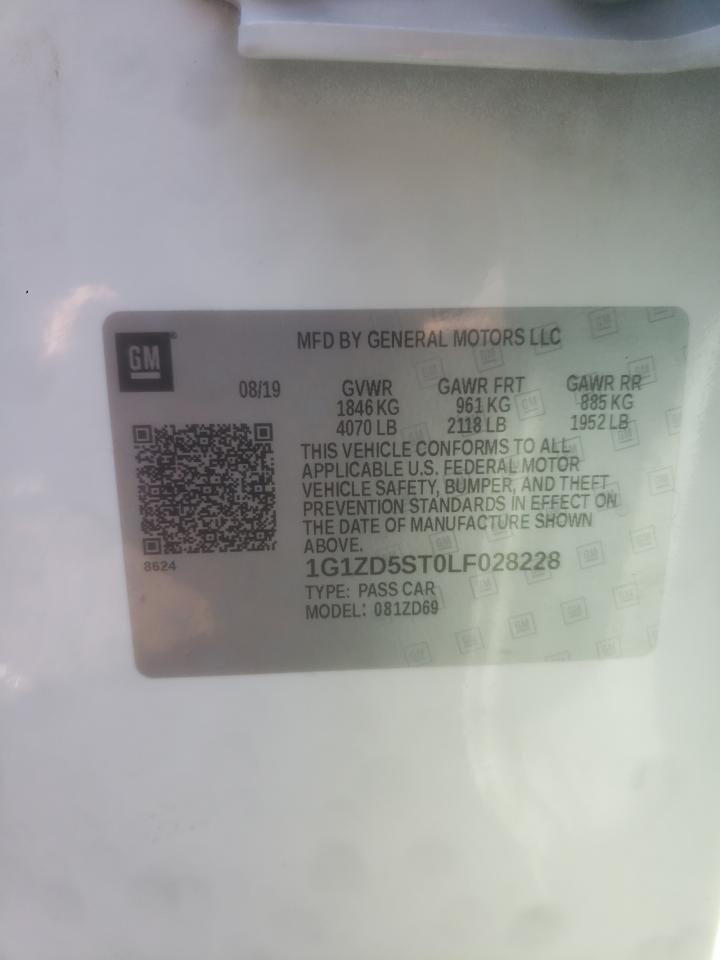 GM
MFD BY GENERAL MOTORS LLC
08/19 GVWR GAWR FRT GAWR RR
1846 KG 961 KG 885 KG
4070 LB 2118 LB 1952 LB
THIS VEHICLE CONFORMS TO ALL
APPLICABLE U.S. FEDERAL MOTOR
VEHICLE SAFETY, BUMPER, AND THEFT
PREVENTION STANDARDS IN EFFECT ON
THE DATE OF MANUFACTURE SHOWN
ABOVE.
8624
1G1ZD5ST0LF028228
TYPE: PASS CAR
MODEL: 081ZD69